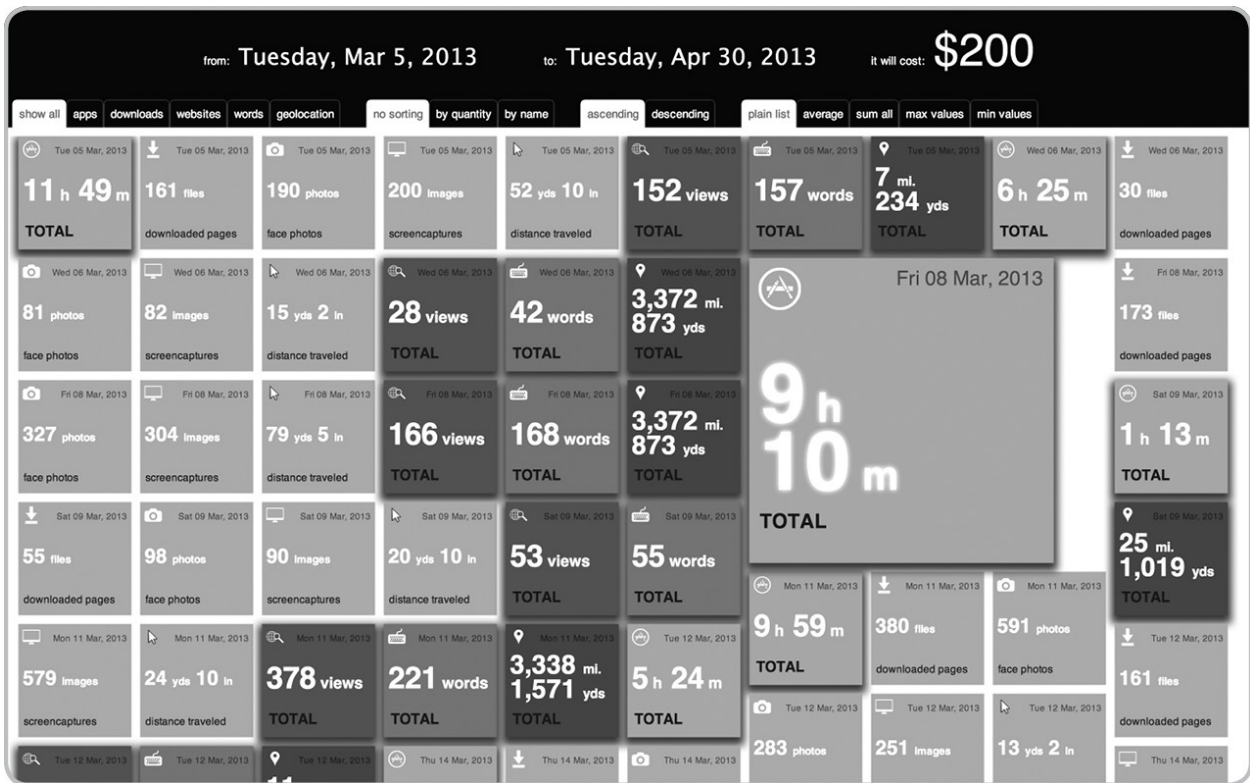 from: Tuesday, Mar 5, 2013 to: Tuesday, Apr 30, 2013 it will cost: $200
show all apps downloads websites words geolocation no sorting by quantity by name ascending descending plain list average sum all max values min values
Tue 05 Mar, 2013
11 h 49 m
TOTAL
Tue 05 Mar, 2013
161 files
downloaded pages
Tue 05 Mar, 2013
190 photos
face photos
Tue 05 Mar, 2013
200 images
screencaptures
Tue 05 Mar, 2013
52 yds 10 in
distance traveled
Tue 05 Mar, 2013
152 views
TOTAL
Tue 05 Mar, 2013
157 words
TOTAL
Tue 05 Mar, 2013
7 mi.
234 yds
TOTAL
Wed 06 Mar, 2013
6 h 25 m
TOTAL
Wed 06 Mar, 2013
30 files
downloaded pages
Wed 06 Mar, 2013
81 photos
face photos
Wed 06 Mar, 2013
82 images
screencaptures
Wed 06 Mar, 2013
15 yds 2 in
distance traveled
Wed 06 Mar, 2013
28 views
TOTAL
Wed 06 Mar, 2013
42 words
TOTAL
Wed 06 Mar, 2013
3,372 mi.
873 yds
TOTAL
Fri 08 Mar, 2013
9 h
10 m
TOTAL
Fri 08 Mar, 2013
173 files
downloaded pages
Fri 08 Mar, 2013
327 photos
face photos
Fri 08 Mar, 2013
304 images
screencaptures
Fri 08 Mar, 2013
79 yds 5 in
distance traveled
Fri 08 Mar, 2013
166 views
TOTAL
Fri 08 Mar, 2013
168 words
TOTAL
Fri 08 Mar, 2013
3,372 mi.
873 yds
TOTAL
Sat 09 Mar, 2013
1 h 13 m
TOTAL
Sat 09 Mar, 2013
55 files
downloaded pages
Sat 09 Mar, 2013
98 photos
face photos
Sat 09 Mar, 2013
90 images
screencaptures
Sat 09 Mar, 2013
20 yds 10 in
distance traveled
Sat 09 Mar, 2013
53 views
TOTAL
Sat 09 Mar, 2013
55 words
TOTAL
Sat 09 Mar, 2013
25 mi.
1,019 yds
TOTAL
Mon 11 Mar, 2013
9 h 59 m
TOTAL
Mon 11 Mar, 2013
380 files
downloaded pages
Mon 11 Mar, 2013
591 photos
face photos
Mon 11 Mar, 2013
579 images
screencaptures
Mon 11 Mar, 2013
24 yds 10 in
distance traveled
Mon 11 Mar, 2013
378 views
TOTAL
Mon 11 Mar, 2013
221 words
TOTAL
Mon 11 Mar, 2013
3,338 mi.
1,571 yds
TOTAL
Tue 12 Mar, 2013
5 h 24 m
TOTAL
Tue 12 Mar, 2013
161 files
downloaded pages
Tue 12 Mar, 2013
283 photos
Tue 12 Mar, 2013
251 images
Tue 12 Mar, 2013
13 yds 2 in
Tue 12 Mar, 2013
Tue 12 Mar, 2013
Tue 12 Mar, 2013
Thu 14 Mar, 2013
Thu 14 Mar, 2013
Thu 14 Mar, 2013
Thu 14 Mar, 2013